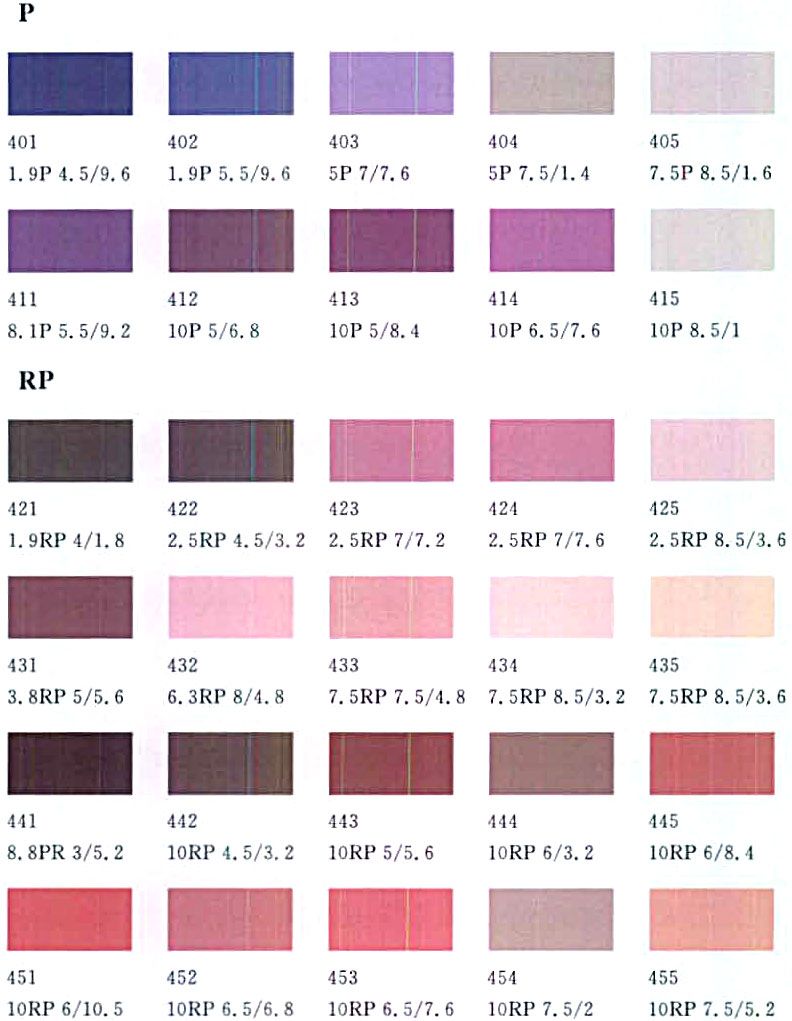 P
401 402 403 404 405
1.9P 4.5/9.6 1.9P 5.5/9.6 5P 7/7.6 5P 7.5/1.4 7.5P 8.5/1.6
411 412 413 414 415
8.1P 5.5/9.2 10P 5/6.8 10P 5/8.4 10P 6.5/7.6 10P 8.5/1
RP
421 422 423 424 425
1.9RP 4/1.8 2.5RP 4.5/3.2 2.5RP 7/7.2 2.5RP 7/7.6 2.5RP 8.5/3.6
431 432 433 434 435
3.8RP 5/5.6 6.3RP 8/4.8 7.5RP 7.5/4.8 7.5RP 8.5/3.2 7.5RP 8.5/3.6
441 442 443 444 445
8.8PR 3/5.2 10RP 4.5/3.2 10RP 5/5.6 10RP 6/3.2 10RP 6/8.4
451 452 453 454 455
10RP 6/10.5 10RP 6.5/6.8 10RP 6.5/7.6 10RP 7.5/2 10RP 7.5/5.2